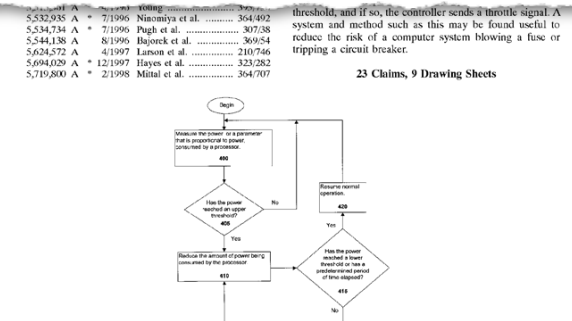 5,532,935 A * 7/1996 Ninomiya et al. .......... 364/492
5,534,734 A * 7/1996 Pugh et al. ................. 307/38
5,544,138 A 8/1996 Bajorek et al. ............. 369/54
5,624,572 A 4/1997 Larson et al. ............. 210/746
5,694,029 A * 12/1997 Hayes et al. .............. 323/282
5,719,800 A * 2/1998 Mittal et al. ............... 364/707
threshold, and if so, the controller sends a throttle signal. A
system and method such as this may be found useful to
reduce the risk of a computer system blowing a fuse or
tripping a circuit breaker.
23 Claims, 9 Drawing Sheets
Begin
Measure the power or a parameter
that is proportional to power,
consumed by a processor.
400
Has the power
reached an upper
threshold?
405
No
Yes
Reduce the amount of power being
consumed by the processor
410
Resume normal
operation.
420
Yes
Has the power
reached a lower
threshold or has a
predetermined period
of time elapsed?
415
No